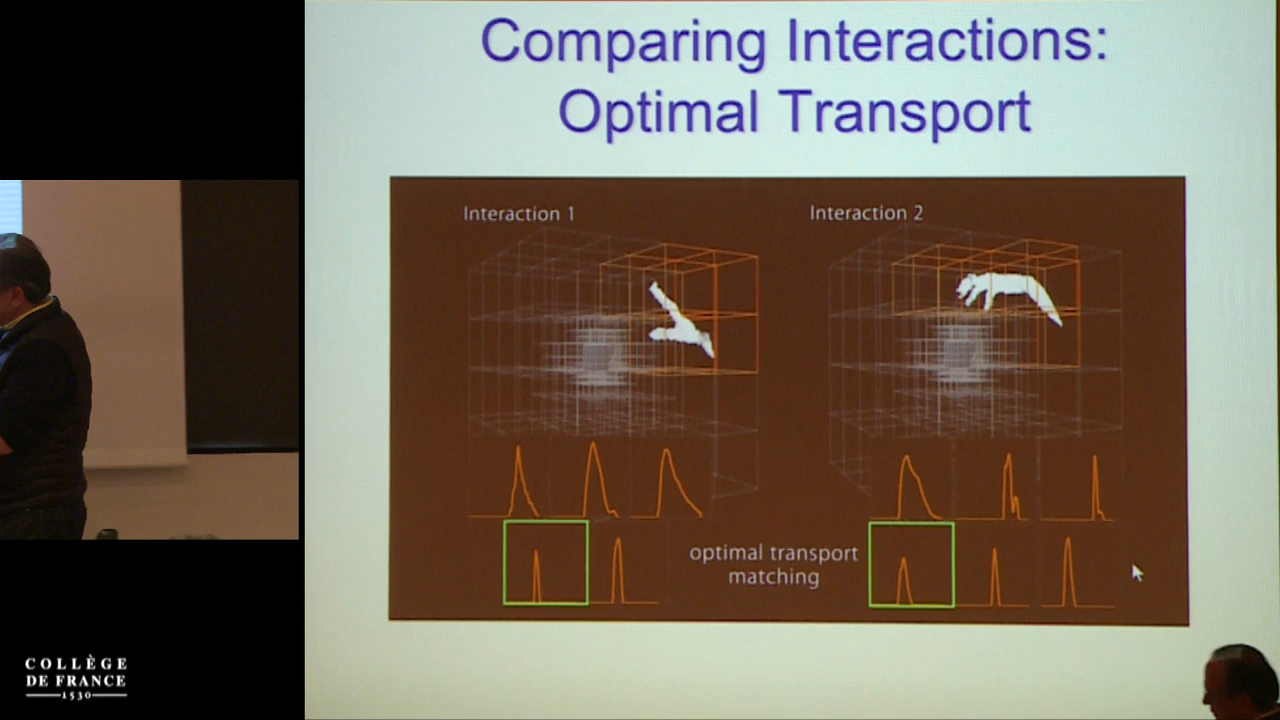 Comparing Interactions:
Optimal Transport
Interaction 1
Interaction 2
optimal transport
matching
COLLÈGE
DE FRANCE
1530